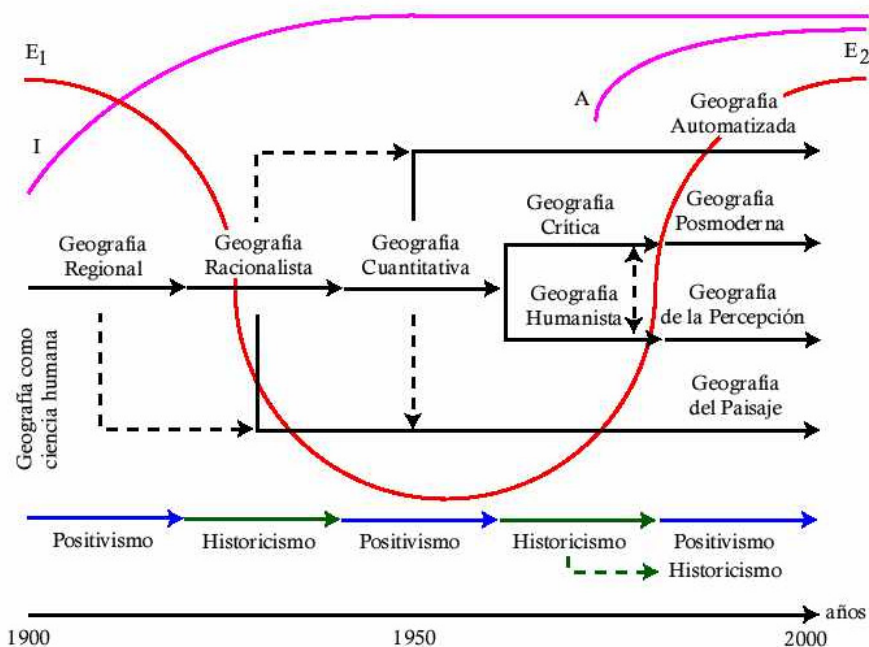 E1
E2
I
A
Geografía
Automatizada
Geografía
Regional
Geografía
Racionalista
Geografía
Cuantitativa
Geografía
Crítica
Geografía
Posmoderna
Geografía
Humanista
Geografía
de la Percepción
Geografía
del Paisaje
Geografía como
ciencia humana
Positivismo
Historicismo
Positivismo
Historicismo
Positivismo
Historicismo
años
1900
1950
2000